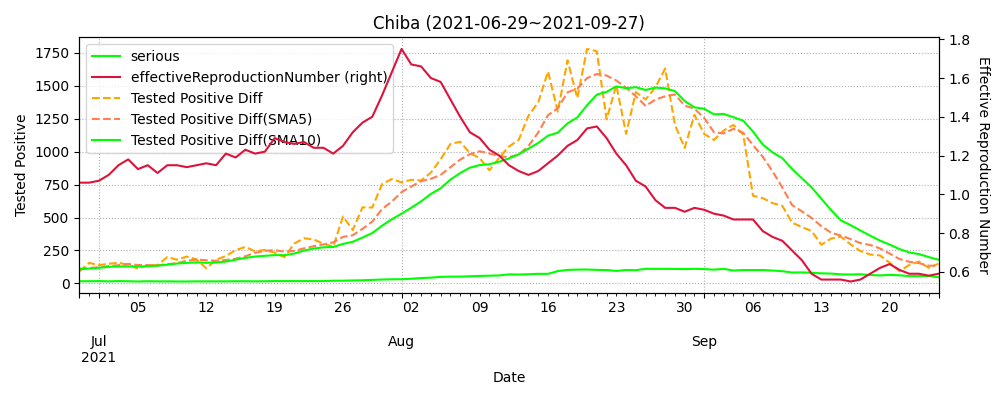 Chiba (2021-06-29~2021-09-27)
serious
effectiveReproductionNumber (right)
Tested Positive Diff
Tested Positive Diff(SMA5)
Tested Positive Diff(SMA10)
Tested Positive
1750
1500
1250
1000
750
500
250
0
1.8
1.6
1.4
1.2
1.0
0.8
0.6
Effective Reproduction Number
05 12 19 26 02 09 16 23 30 06 13 20
Jul Aug Sep
2021
Date